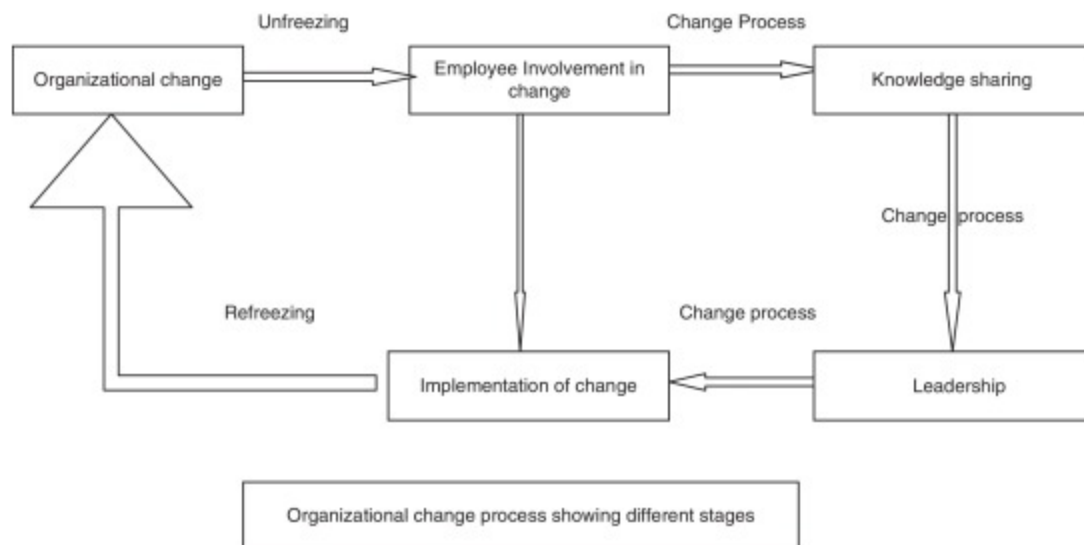 Unfreezing
Change Process
Organizational change
Employee Involvement in
change
Knowledge sharing
Change process
Refreezing
Change process
Implementation of change
Leadership
Organizational change process showing different stages